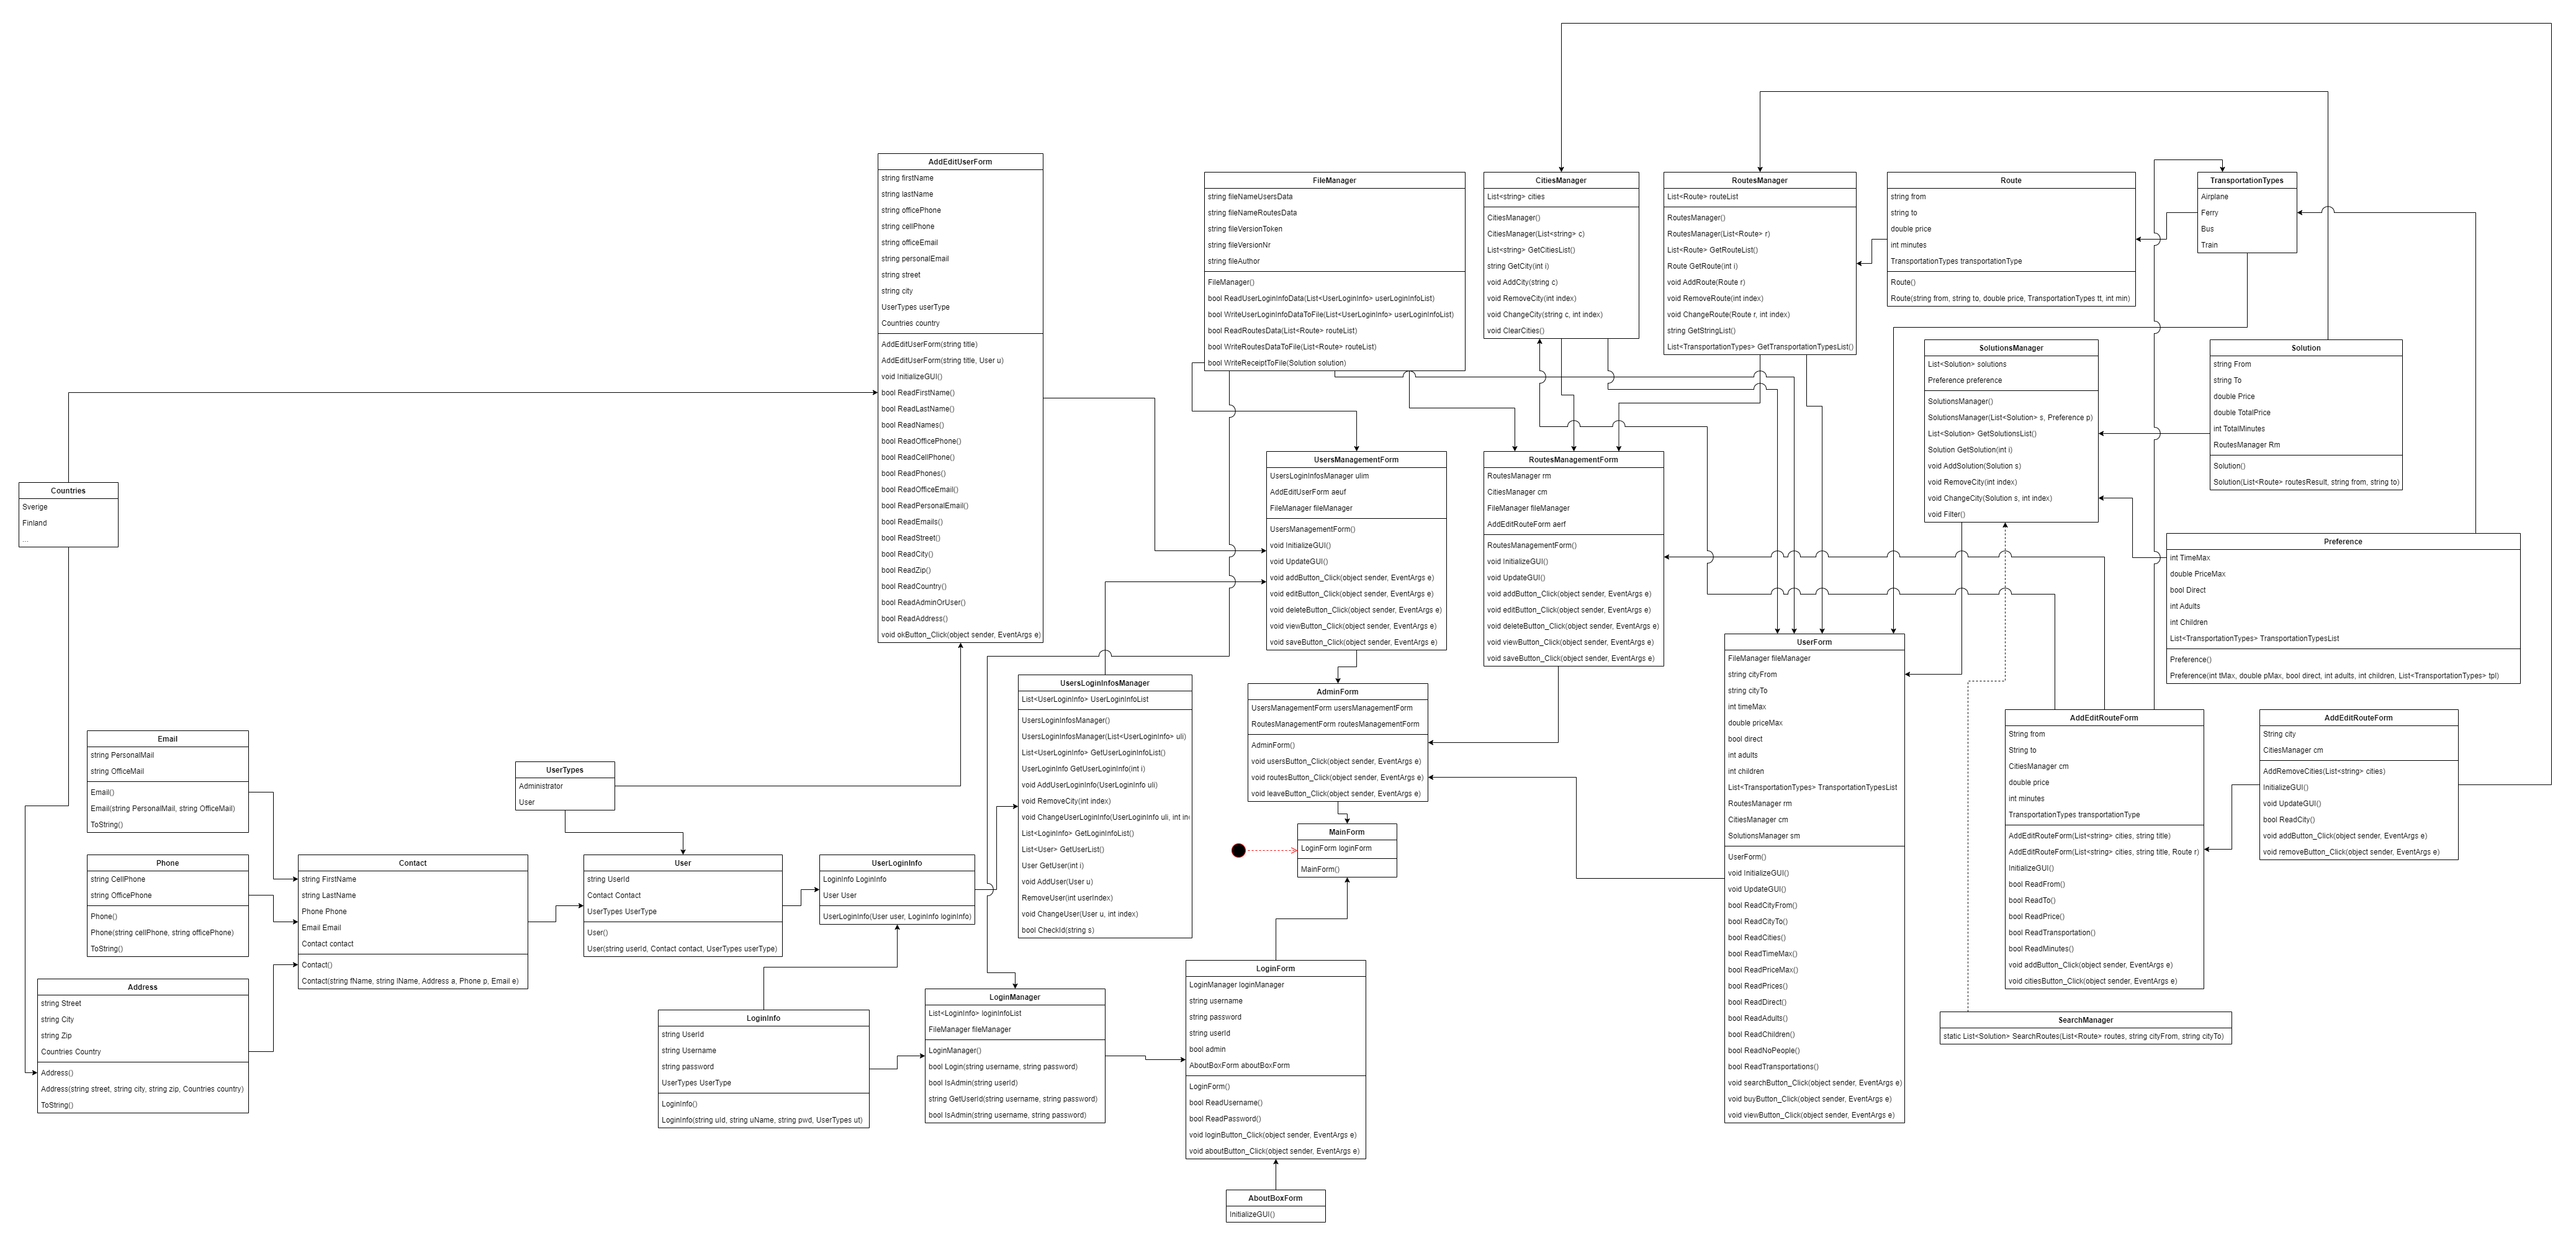 AddEditUserForm
string firstName
string lastName
string officePhone
string cellPhone
string officeEmail
string personalEmail
string street
string city
UserTypes userType
Countries country
AddEditUserForm(string title)
AddEditUserForm(string title, User u)
void InitializeGUI()
bool ReadFirstName()
bool ReadLastName()
bool ReadNames()
bool ReadOfficePhone()
bool ReadCellPhone()
bool ReadPhones()
bool ReadOfficeEmail()
bool ReadPersonalEmail()
bool ReadEmails()
bool ReadStreet()
bool ReadCity()
bool ReadZip()
bool ReadCountry()
bool ReadAdminOrUser()
bool ReadAddress()
void okButton_Click(object sender, EventArgs e)
FileManager
string fileNameUsersData
string fileNameRoutesData
string fileVersionToken
string fileVersionNr
string fileAuthor
FileManager()
bool ReadUserLoginInfoData(List<UserLoginInfo> userLoginInfoList)
bool WriteUserLoginInfoDataToFile(List<UserLoginInfo> userLoginInfoList)
bool ReadRoutesData(List<Route> routeList)
bool WriteRoutesDataToFile(List<Route> routeList)
bool WriteReceiptToFile(Solution solution)
CitiesManager
List<string> cities
CitiesManager()
CitiesManager(List<string> c)
List<string> GetCitiesList()
string GetCity(int i)
void AddCity(string c)
void RemoveCity(int index)
void ChangeCity(string c, int index)
void ClearCities()
RoutesManager
List<Route> routeList
RoutesManager()
RoutesManager(List<Route> r)
List<Route> GetRouteList()
Route GetRoute(int i)
void AddRoute(Route r)
void RemoveRoute(int index)
void ChangeRoute(Route r, int index)
string GetStringList()
List<TransportationTypes> GetTransportationTypesList()
Route
string from
string to
double price
int minutes
TransportationTypes transportationType
Route()
Route(string from, string to, double price, TransportationTypes tt, int min)
TransportationTypes
Airplane
Ferry
Bus
Train
SolutionsManager
List<Solution> solutions
Preference preference
SolutionsManager()
SolutionsManager(List<Solution> s, Preference p)
List<Solution> GetSolutionsList()
Solution GetSolution(int i)
void AddSolution(Solution s)
void RemoveCity(int index)
void ChangeCity(Solution s, int index)
void Filter()
Solution
string From
string To
double Price
double TotalPrice
int TotalMinutes
RoutesManager Rm
Solution()
Solution(List<Route> routesResult, string from, string to)
Countries
Sverige
Finland
...
UsersManagementForm
UsersLoginInfosManager ulim
AddEditUserForm aeuf
FileManager fileManager
UsersManagementForm()
void InitializeGUI()
void UpdateGUI()
void addButton_Click(object sender, EventArgs e)
void editButton_Click(object sender, EventArgs e)
void deleteButton_Click(object sender, EventArgs e)
void viewButton_Click(object sender, EventArgs e)
void saveButton_Click(object sender, EventArgs e)
RoutesManagementForm
RoutesManager rm
CitiesManager cm
FileManager fileManager
AddEditRouteForm aerf
RoutesManagementForm()
void InitializeGUI()
void UpdateGUI()
void addButton_Click(object sender, EventArgs e)
void editButton_Click(object sender, EventArgs e)
void deleteButton_Click(object sender, EventArgs e)
void viewButton_Click(object sender, EventArgs e)
void saveButton_Click(object sender, EventArgs e)
Preference
int TimeMax
double PriceMax
bool Direct
int Adults
int Children
List<TransportationTypes> TransportationTypesList
Preference()
Preference(int tMax, double pMax, bool direct, int adults, int children, List<TransportationTypes> tpl)
UserForm
FileManager fileManager
string cityFrom
string cityTo
int timeMax
double priceMax
bool direct
int adults
int children
List<TransportationTypes> TransportationTypesList
RoutesManager rm
CitiesManager cm
SolutionsManager sm
UserForm()
void InitializeGUI()
void UpdateGUI()
bool ReadCityFrom()
bool ReadCityTo()
bool ReadCities()
bool ReadTimeMax()
bool ReadPriceMax()
bool ReadPrices()
bool ReadDirect()
bool ReadAdults()
bool ReadChildren()
bool ReadNoPeople()
bool ReadTransportations()
void searchButton_Click(object sender, EventArgs e)
void buyButton_Click(object sender, EventArgs e)
void viewButton_Click(object sender, EventArgs e)
UsersLoginInfosManager
List<UserLoginInfo> UserLoginInfoList
UsersLoginInfosManager()
UsersLoginInfosManager(List<UserLoginInfo> uli)
List<UserLoginInfo> GetUserLoginInfoList()
UserLoginInfo GetUserLoginInfo(int i)
void AddUserLoginInfo(UserLoginInfo uli)
void RemoveCity(int index)
void ChangeUserLoginInfo(UserLoginInfo uli, int in
List<LoginInfo> GetLoginInfoList()
List<User> GetUserList()
User GetUser(int i)
void AddUser(User u)
RemoveUser(int userIndex)
void ChangeUser(User u, int index)
bool CheckId(string s)
AdminForm
UsersManagementForm usersManagementForm
RoutesManagementForm routesManagementForm
AdminForm()
void usersButton_Click(object sender, EventArgs e)
void routesButton_Click(object sender, EventArgs e)
void leaveButton_Click(object sender, EventArgs e)
AddEditRouteForm
String from
String to
CitiesManager cm
double price
int minutes
TransportationTypes transportationType
AddEditRouteForm(List<string> cities, string title)
AddEditRouteForm(List<string> cities, string title, Route r)
InitializeGUI()
bool ReadFrom()
bool ReadTo()
bool ReadPrice()
bool ReadTransportation()
bool ReadMinutes()
void addButton_Click(object sender, EventArgs e)
void citiesButton_Click(object sender, EventArgs e)
AddEditRouteForm
String city
CitiesManager cm
AddRemoveCities(List<string> cities)
InitializeGUI()
void UpdateGUI()
bool ReadCity()
void addButton_Click(object sender, EventArgs e)
void removeButton_Click(object sender, EventArgs e)
Email
string PersonalMail
string OfficeMail
Email()
Email(string PersonalMail, string OfficeMail)
ToString()
UserTypes
Administrator
User
MainForm
LoginForm loginForm
MainForm()
Phone
string CellPhone
string OfficePhone
Phone()
Phone(string cellPhone, string officePhone)
ToString()
Contact
string FirstName
string LastName
Phone Phone
Email Email
Contact contact
Contact()
Contact(string fName, string lName, Address a, Phone p, Email e)
User
string UserId
Contact Contact
UserTypes UserType
User()
User(string userId, Contact contact, UserTypes userType)
UserLoginInfo
LoginInfo LoginInfo
User User
UserLoginInfo(User user, LoginInfo loginInfo)
Address
string Street
string City
string Zip
Countries Country
Address()
Address(string street, string city, string zip, Countries country)
ToString()
LoginInfo
string UserId
string Username
string password
UserTypes UserType
LoginInfo()
LoginInfo(string uId, string uName, string pwd, UserTypes ut)
LoginManager
List<LoginInfo> loginInfoList
FileManager fileManager
LoginManager()
bool Login(string username, string password)
bool IsAdmin(string userId)
string GetUserId(string username, string password)
bool IsAdmin(string username, string password)
LoginForm
LoginManager loginManager
string username
string password
string userId
bool admin
AboutBoxForm aboutBoxForm
LoginForm()
bool ReadUsername()
bool ReadPassword()
void loginButton_Click(object sender, EventArgs e)
void aboutButton_Click(object sender, EventArgs e)
SearchManager
static List<Solution> SearchRoutes(List<Route> routes, string cityFrom, string cityTo)
AboutBoxForm
InitializeGUI()